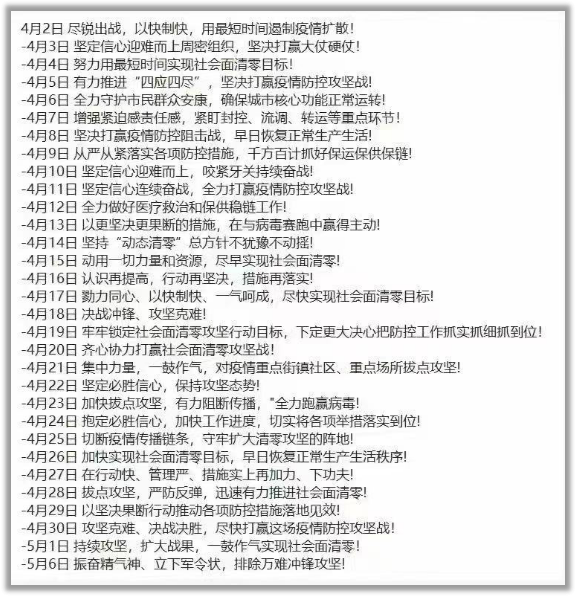 4月2日 尽锐出战，以快制快，用最短时间遏制疫情扩散！
-4月3日 坚定信心迎难而上周密组织，坚决打赢大仗硬仗！
-4月4日 努力用最短时间实现社会面清零目标！
-4月5日 有力推进“四应四尽”，坚决打赢疫情防控攻坚战！
-4月6日 全力守护市民群众安康，确保城市核心功能正常运转！
-4月7日 增强紧迫感责任感，紧盯封控、流调、转运等重点环节！
-4月8日 坚决打赢疫情防控阻击战，早日恢复正常生产生活！
-4月9日 从严从紧落实各项防控措施，千方百计抓好保运保供保链！
-4月10日 坚定信心迎难而上，咬紧牙关持续奋战！
-4月11日 坚定信心连续奋战，全力打赢疫情防控攻坚战！
-4月12日 全力做好医疗救治和保供稳链工作！
-4月13日 以更坚决更果断的措施，在与病毒赛跑中赢得主动！
-4月14日 坚持“动态清零”总方针不犹豫不动摇！
-4月15日 动用一切力量和资源，尽早实现社会面清零！
-4月16日 认识再提高，行动再坚决，措施再落实！
-4月17日 勠力同心、以快制快、一气呵成，尽快实现社会面清零目标！
-4月18日 决战冲锋、攻坚克难！
-4月19日 牢牢锁定社会面清零攻坚行动目标，下定更大决心把防控工作抓实抓细抓到位！
-4月20日 齐心协力打赢社会面清零攻坚战！
-4月21日 集中力量，一鼓作气，对疫情重点街镇社区、重点场所拔点攻坚！
-4月22日 坚定必胜信心，保持攻坚态势！
-4月23日 加快拔点攻坚，有力阻断传播，"全力跑赢病毒！
-4月24日 抱定必胜信心，加快工作进度，切实将各项举措落实到位！
-4月25日 切断疫情传播链条，守牢扩大清零攻坚的阵地！
-4月26日 加快实现社会面清零目标，早日恢复正常生产生活秩序！
-4月27日 在行动快、管理严、措施实上再加力、下功夫！
-4月28日 拔点攻坚，严防反弹，迅速有力推进社会面清零！
-4月29日 以坚决果断行动推动各项防控措施落地见效！
-4月30日 攻坚克难、决战决胜，尽快打赢这场疫情防控攻坚战！
-5月1日 持续攻坚，扩大战果，一鼓作气实现社会面清零！
-5月6日 振奋精气神、立下军令状，排除万难冲锋攻坚！